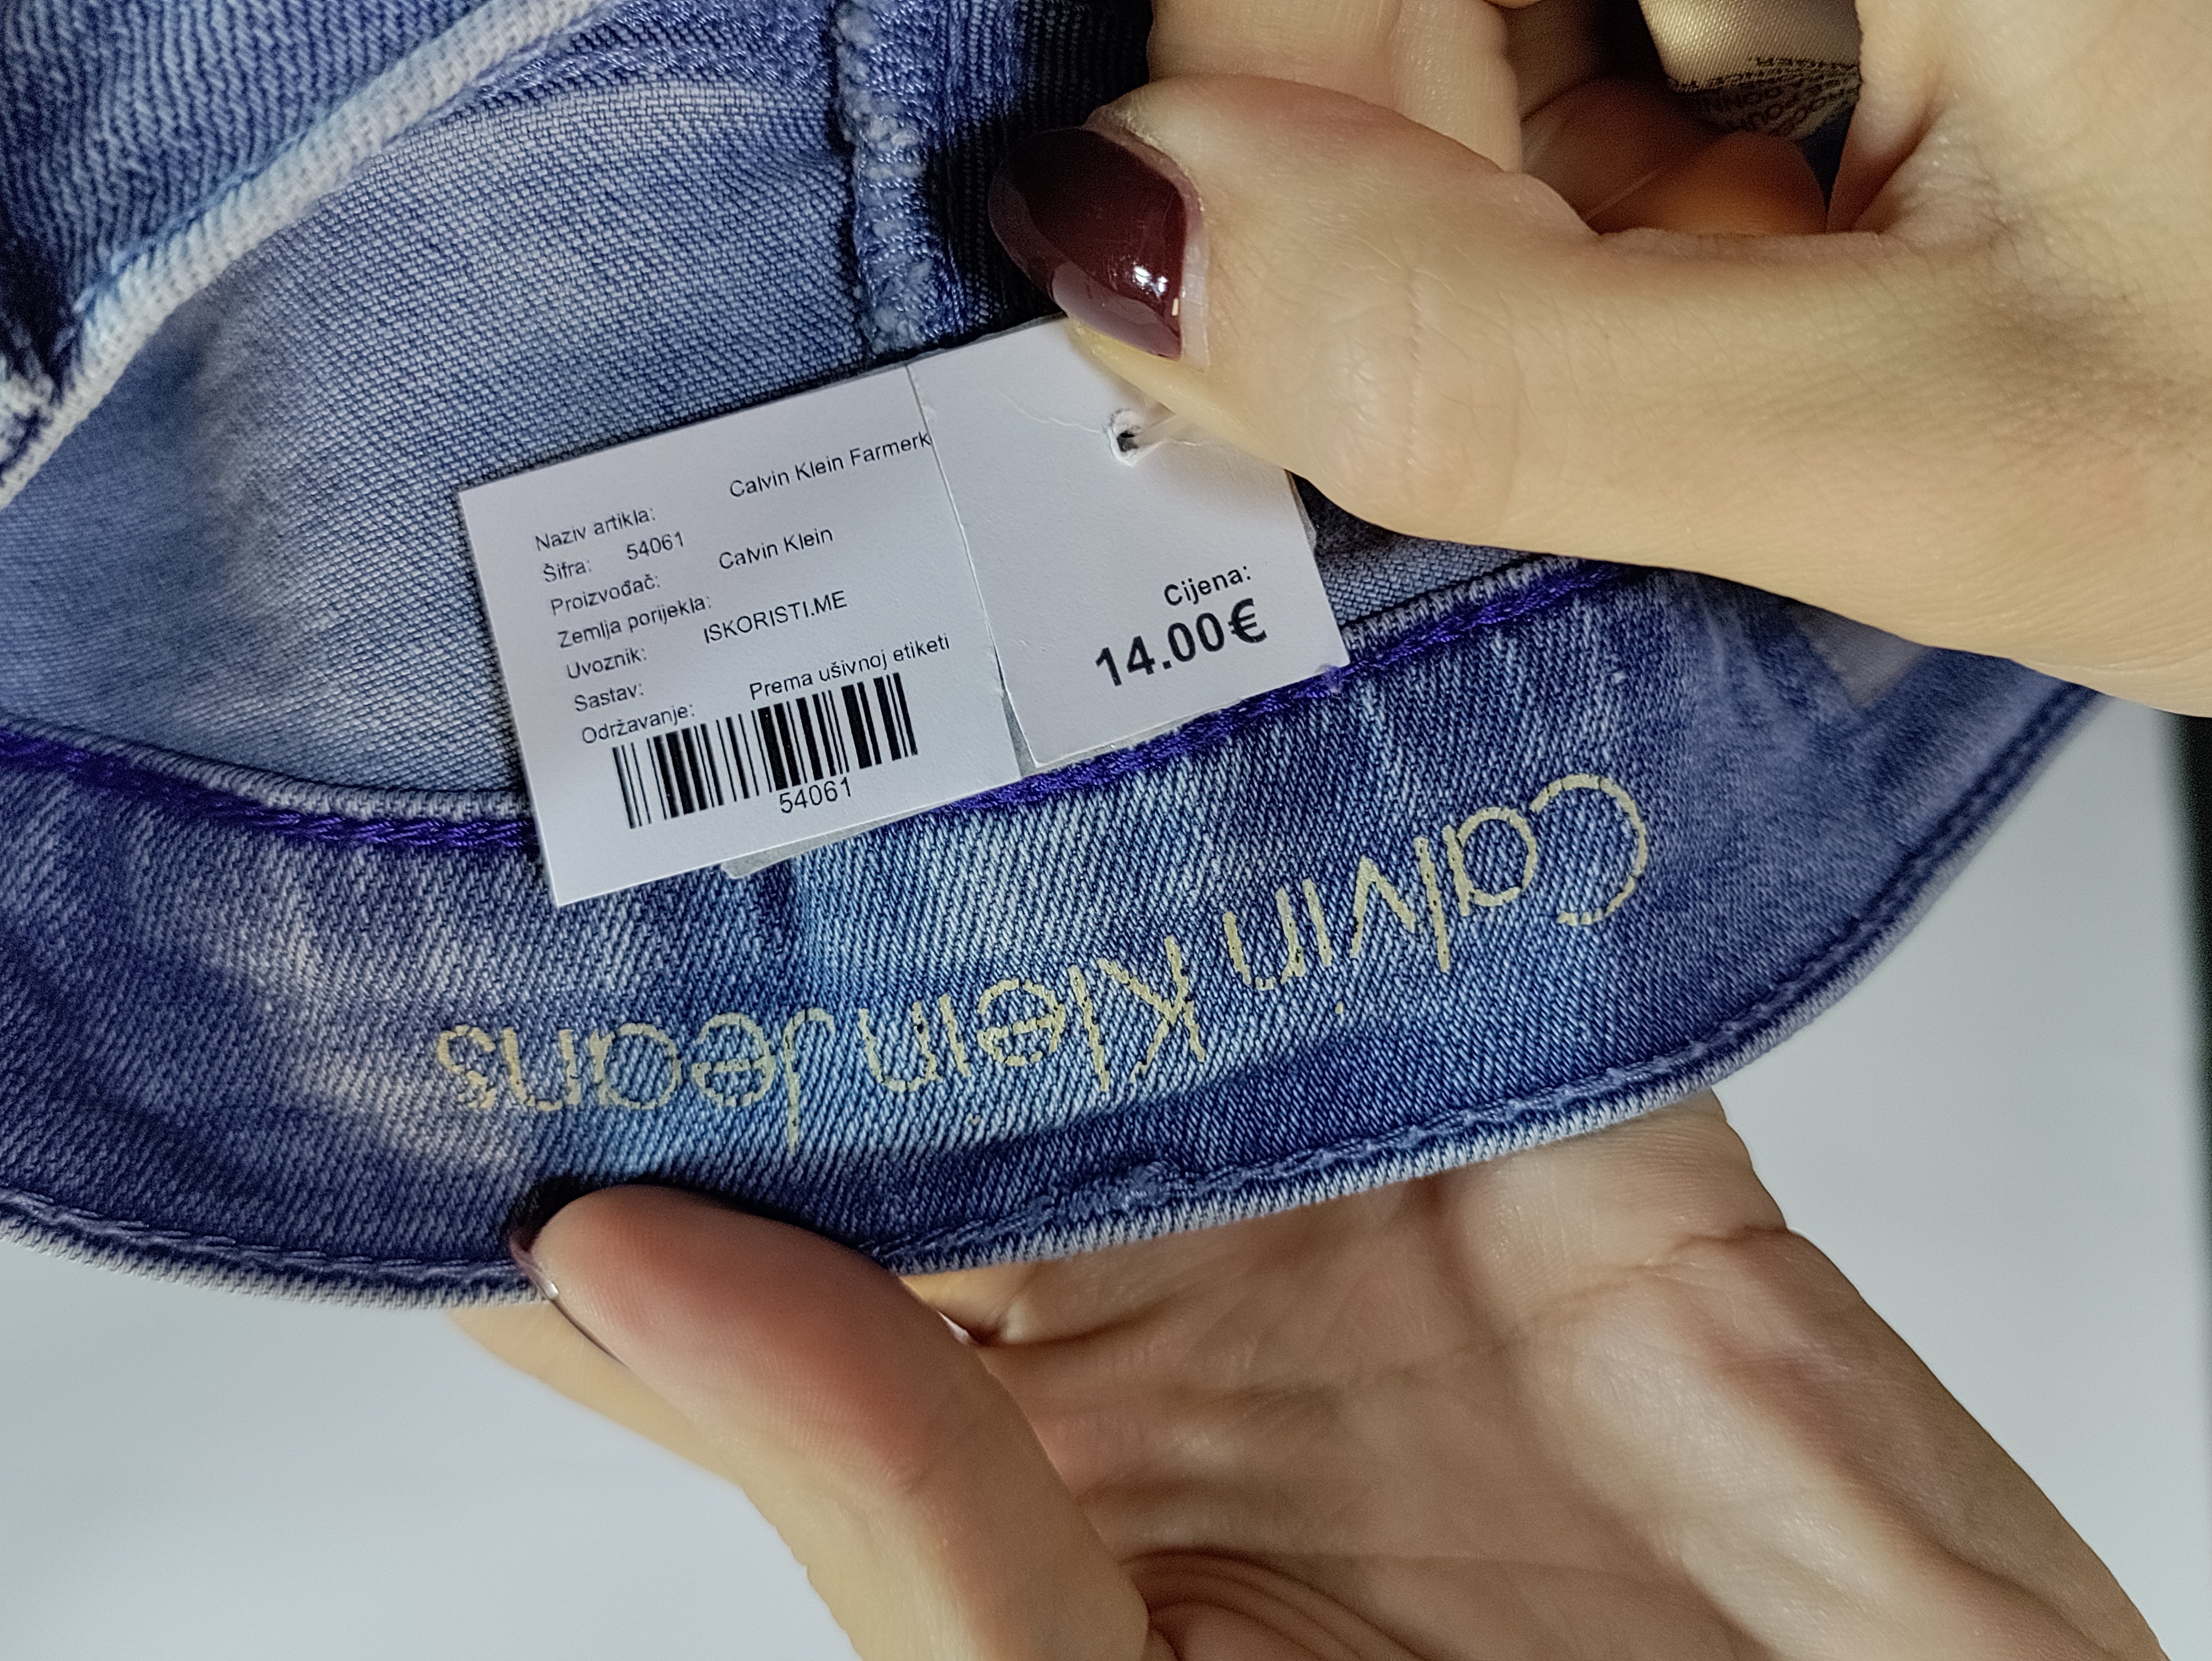 Naziv artikla: Calvin Klein Farmerk
Šifra: 54061
Proizvođač: Calvin Klein
Zemlja porijekla:
Uvoznik: ISKORISTI.ME
Sastav:
Održavanje: Prema ušivnoj etiketi
54061
Cijena:
14.00€
Calvin Klein Jeans